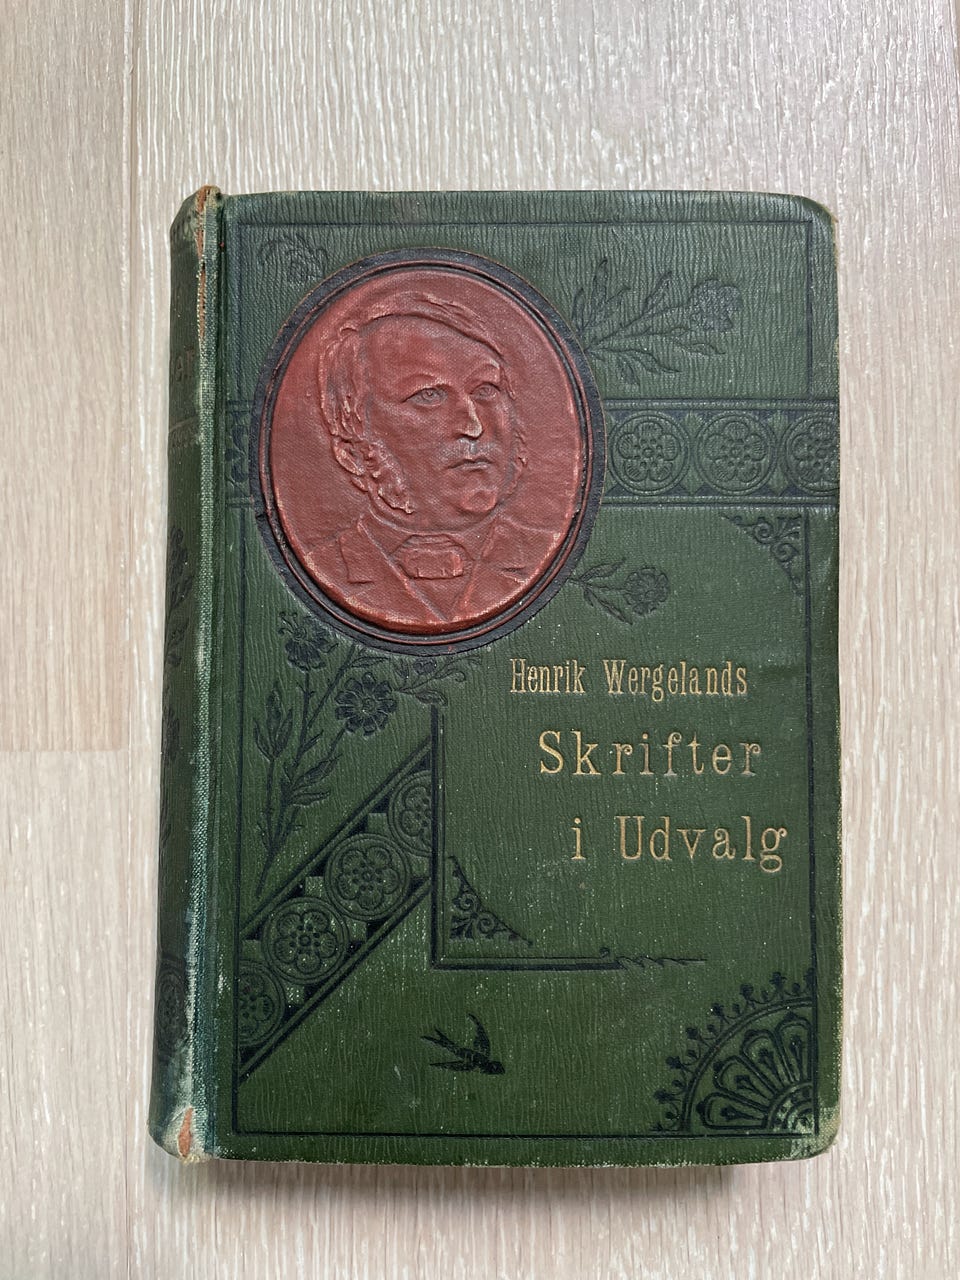 Henrik Wergelands
Skrifter
i Udvalg